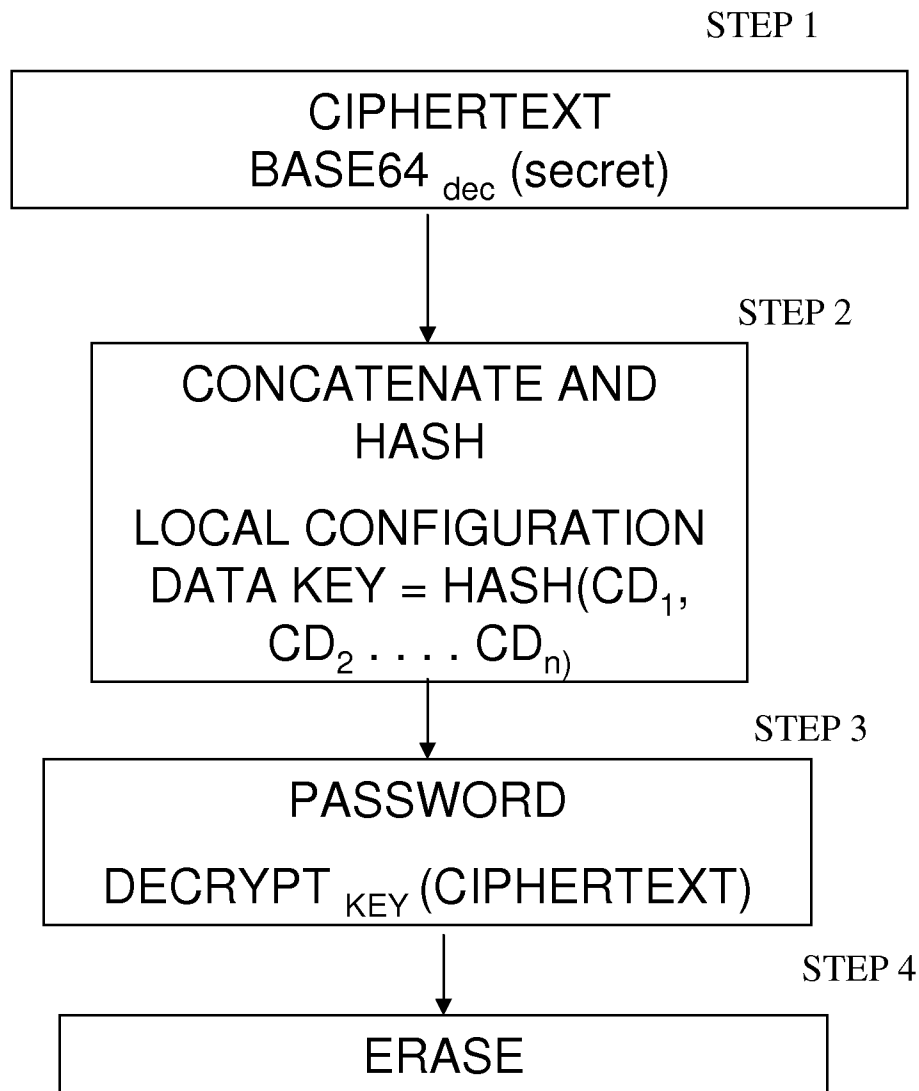 STEP 1
CIPHERTEXT
BASE64 dec (secret)
STEP 2
CONCATENATE AND
HASH
LOCAL CONFIGURATION
DATA KEY = HASH(CD1,
CD2 . . . . CDn)
STEP 3
PASSWORD
DECRYPT KEY (CIPHERTEXT)
STEP 4
ERASE